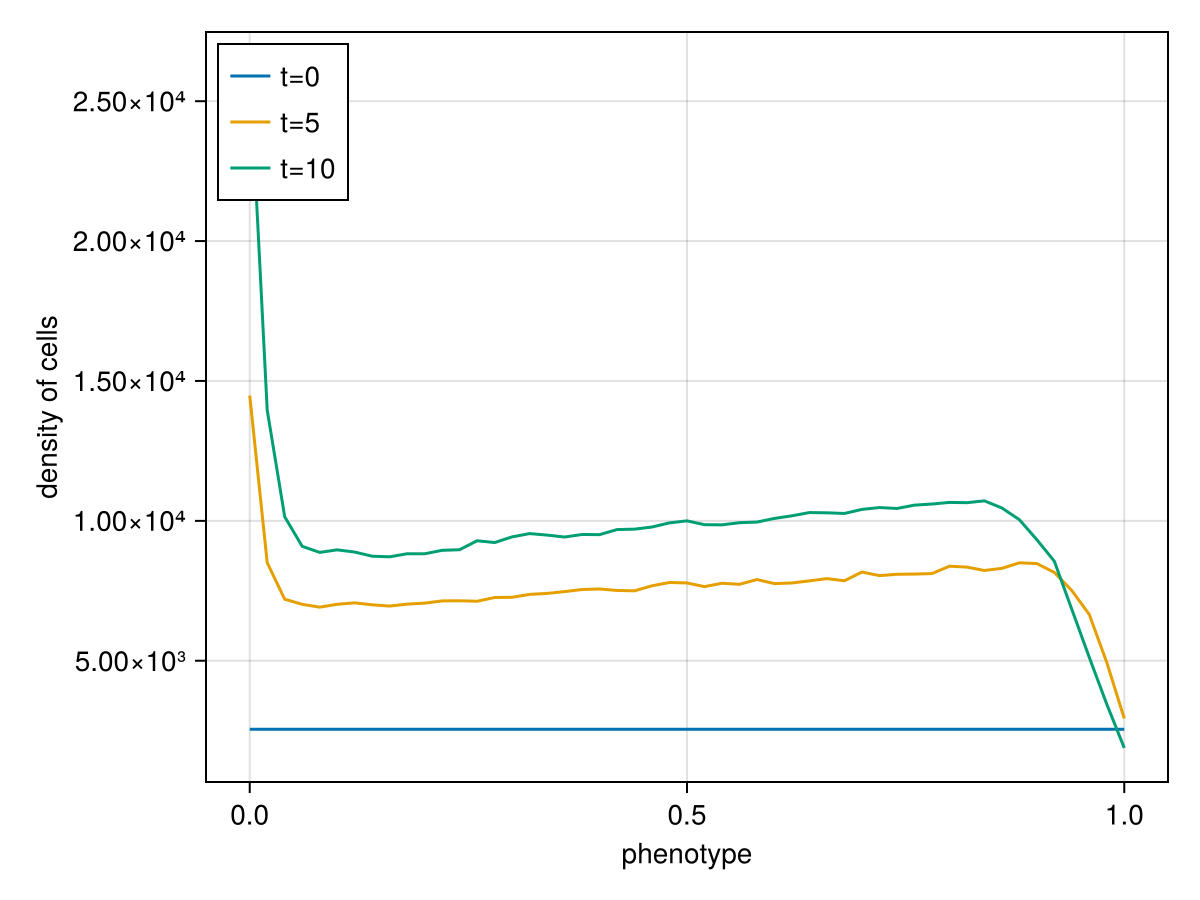 t=0
t=5
t=10
2.50×10⁴
2.00×10⁴
1.50×10⁴
1.00×10⁴
5.00×10³
density of cells
0.0
0.5
1.0
phenotype